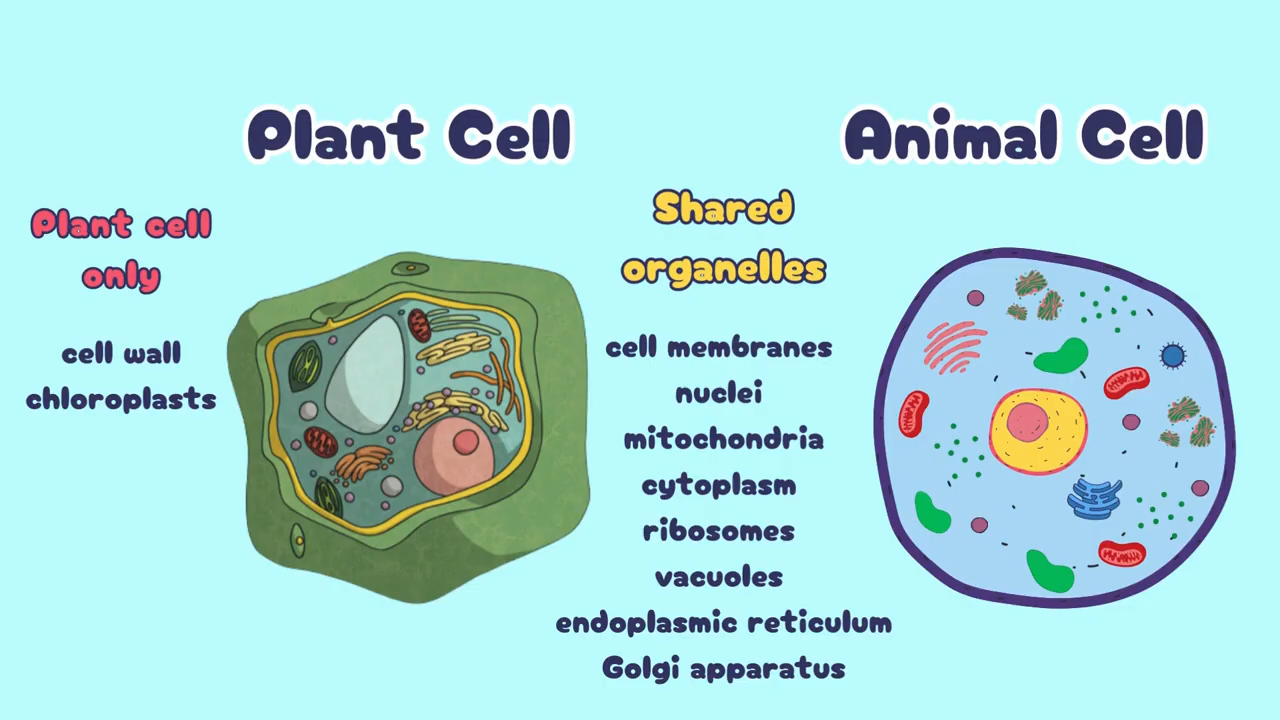 Plant Cell
Animal Cell
Plant cell
only
cell wall
chloroplasts
Shared
organelles
cell membranes
nuclei
mitochondria
cytoplasm
ribosomes
vacuoles
endoplasmic reticulum
Golgi apparatus